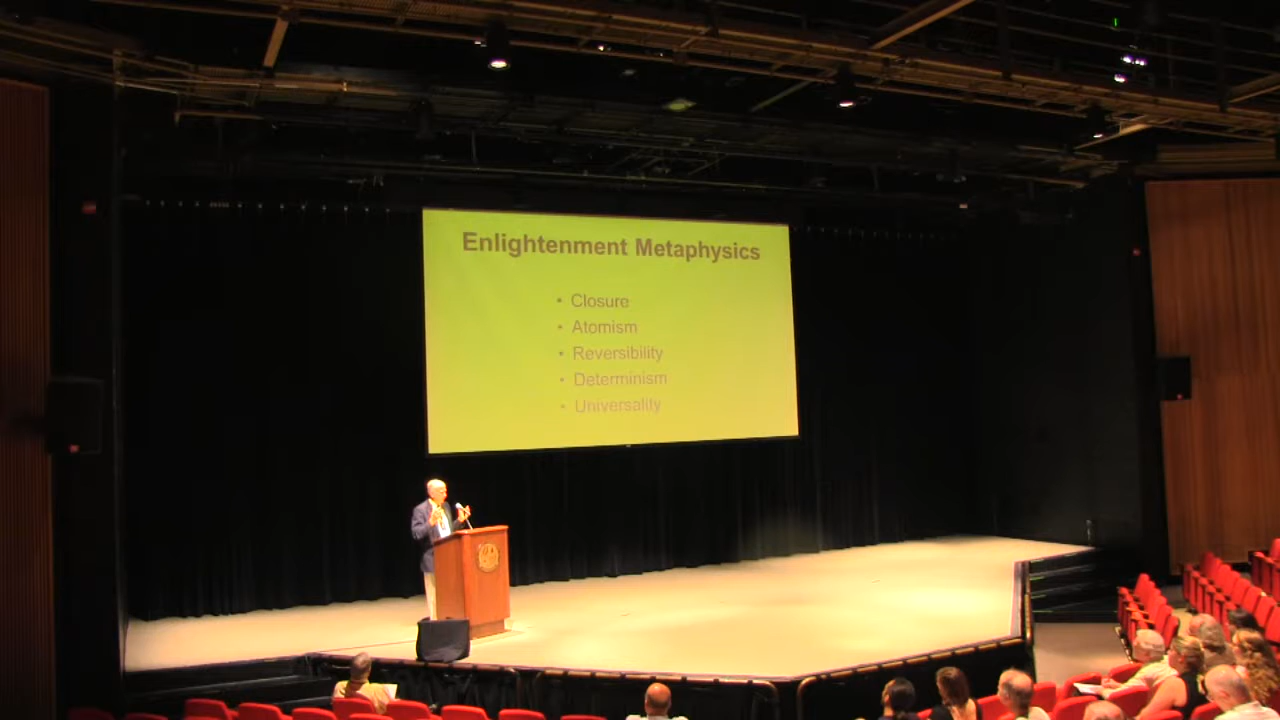 Enlightenment Metaphysics
• Closure
• Atomism
• Reversibility
• Determinism
• Universality